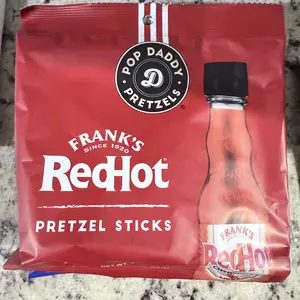 POP DADDY
D
PRETZELS
FRANK'S
SINCE 1920
RedHot
PRETZEL STICKS
FRANK'S
RedHot